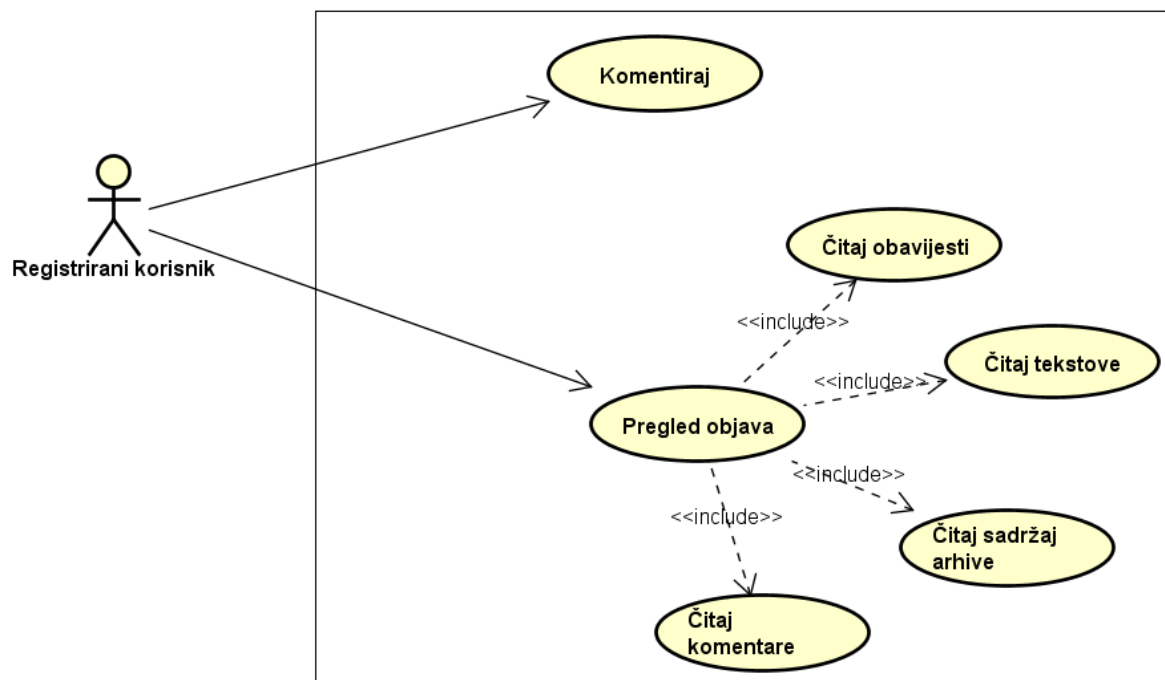 Komentiraj
Registrirani korisnik
Čitaj obavijesti
<<include>>
Čitaj tekstove
<<include>>
Pregled objava
<<include>>
<<include>>
Čitaj sadržaj
arhive
Čitaj
komentare